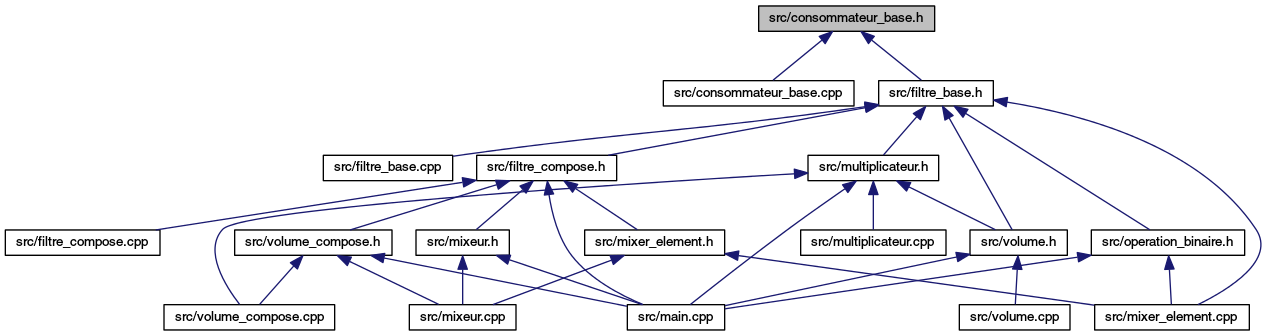 src/consommateur_base.h
src/consommateur_base.cpp
src/filtre_base.h
src/filtre_base.cpp
src/filtre_compose.h
src/multiplicateur.h
src/filtre_compose.cpp
src/volume_compose.h
src/mixeur.h
src/mixer_element.h
src/multiplicateur.cpp
src/volume.h
src/operation_binaire.h
src/volume_compose.cpp
src/mixeur.cpp
src/main.cpp
src/volume.cpp
src/mixer_element.cpp